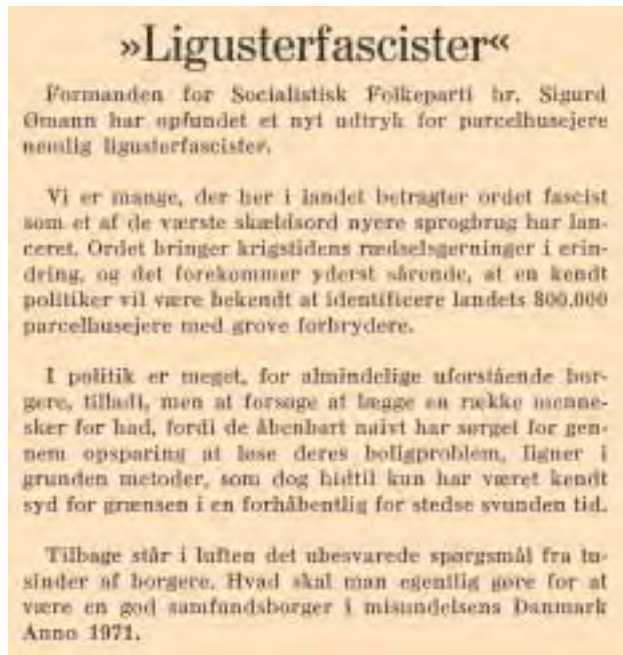 »Ligusterfascister«
Formanden for Socialistisk Folkeparti hr. Sigurd
Ømann har opfundet et nyt udtryk for parcelhusejere
nemlig ligusterfascister.
Vi er mange, der her i landet betragter ordet fascist
som et af de værste skældsord nyere sprogbrug har lan-
ceret. Ordet bringer krigstidens rædselsgerninger i erin-
dring, og det forekommer yderst sårende, at en kendt
politiker vil være bekendt at identificere landets 800.000
parcelhusejere med grove forbrydere.
I politik er meget, for almindelige uforstående bor-
gere, tilladt, men at forsøge at lægge en række menne-
sker for had, fordi de åbenbart naivt har sørget for gen-
nem opsparing at løse deres boligproblem, ligner i
grunden metoder, som dog hidtil kun har været kendt
syd for grænsen i en forhåbentlig for stedse svunden tid.
Tilbage står i luften det ubesvarede spørgsmål fra tu-
sinder af borgere. Hvad skal man egentlig gøre for at
være en god samfundsborger i misundelsens Danmark
Anno 1971.